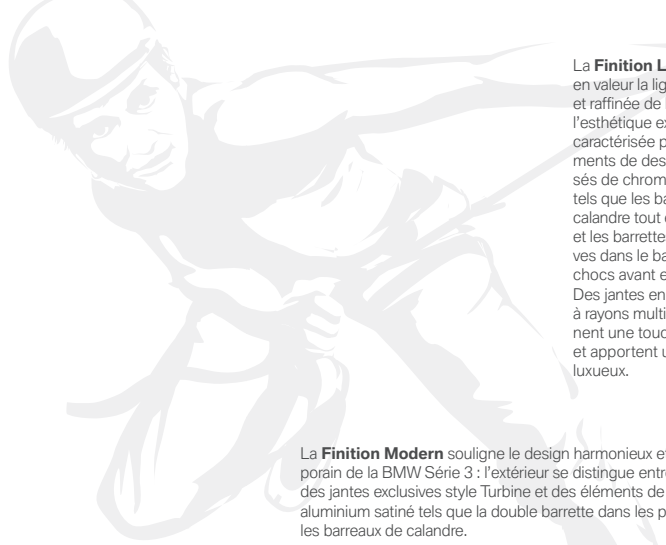 La Finition L
en valeur la lig
et raffinée de
l'esthétique ex
caractérisée p
ments de des
sés de chrom
tels que les ba
calandre tout
et les barrettes
ves dans le ba
chocs avant e
Des jantes en
à rayons multi
nent une touc
et apportent u
luxueux.
La Finition Modern souligne le design harmonieux et
porain de la BMW Série 3 : l'extérieur se distingue entr
des jantes exclusives style Turbine et des éléments de
aluminium satiné tels que la double barrette dans les p
les barreaux de calandre.